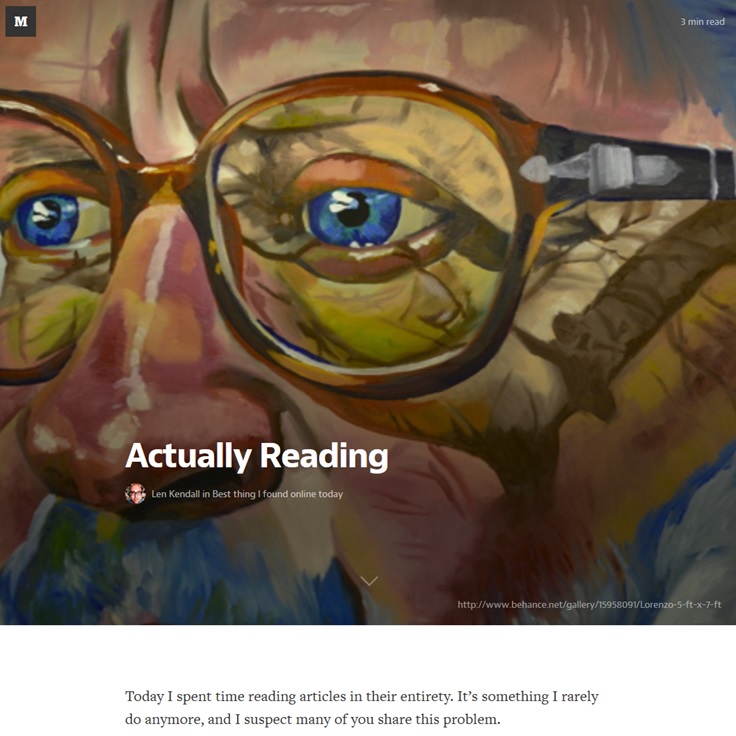 M
3 min read
Actually Reading
Len Kendall in Best thing I found online today
http://www.behance.net/gallery/15958091/Lorenzo-5-ft-x-7-ft
Today I spent time reading articles in their entirety. It’s something I rarely
do anymore, and I suspect many of you share this problem.